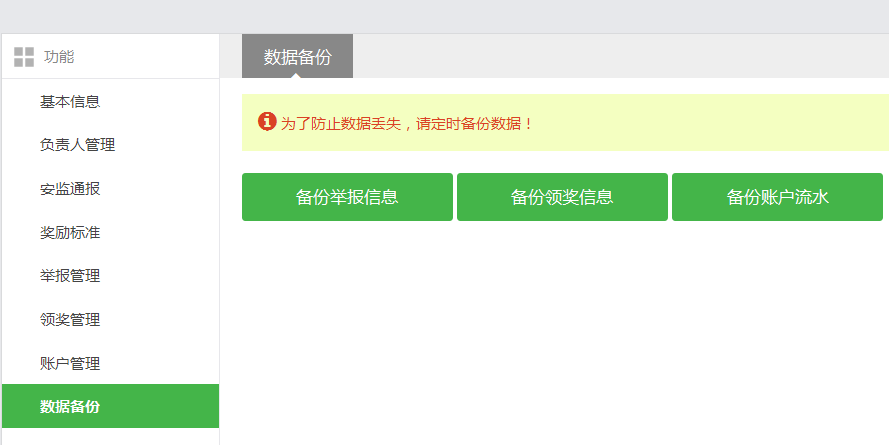 功能
基本信息
负责人管理
安监通报
奖励标准
举报管理
领奖管理
账户管理
数据备份
数据备份
为了防止数据丢失，请定时备份数据！
备份举报信息
备份领奖信息
备份账户流水